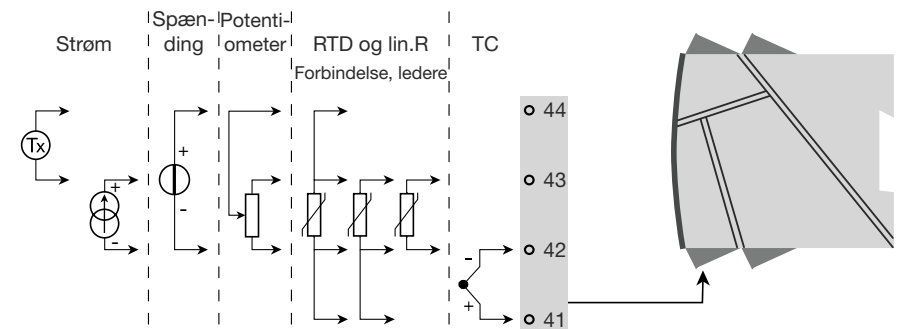 Strøm
Spæn-
ding
Potenti-
ometer
RTD og lin.R
Forbindelse, ledere
TC
Tx
+
-
+
-
-
+
44
43
42
41